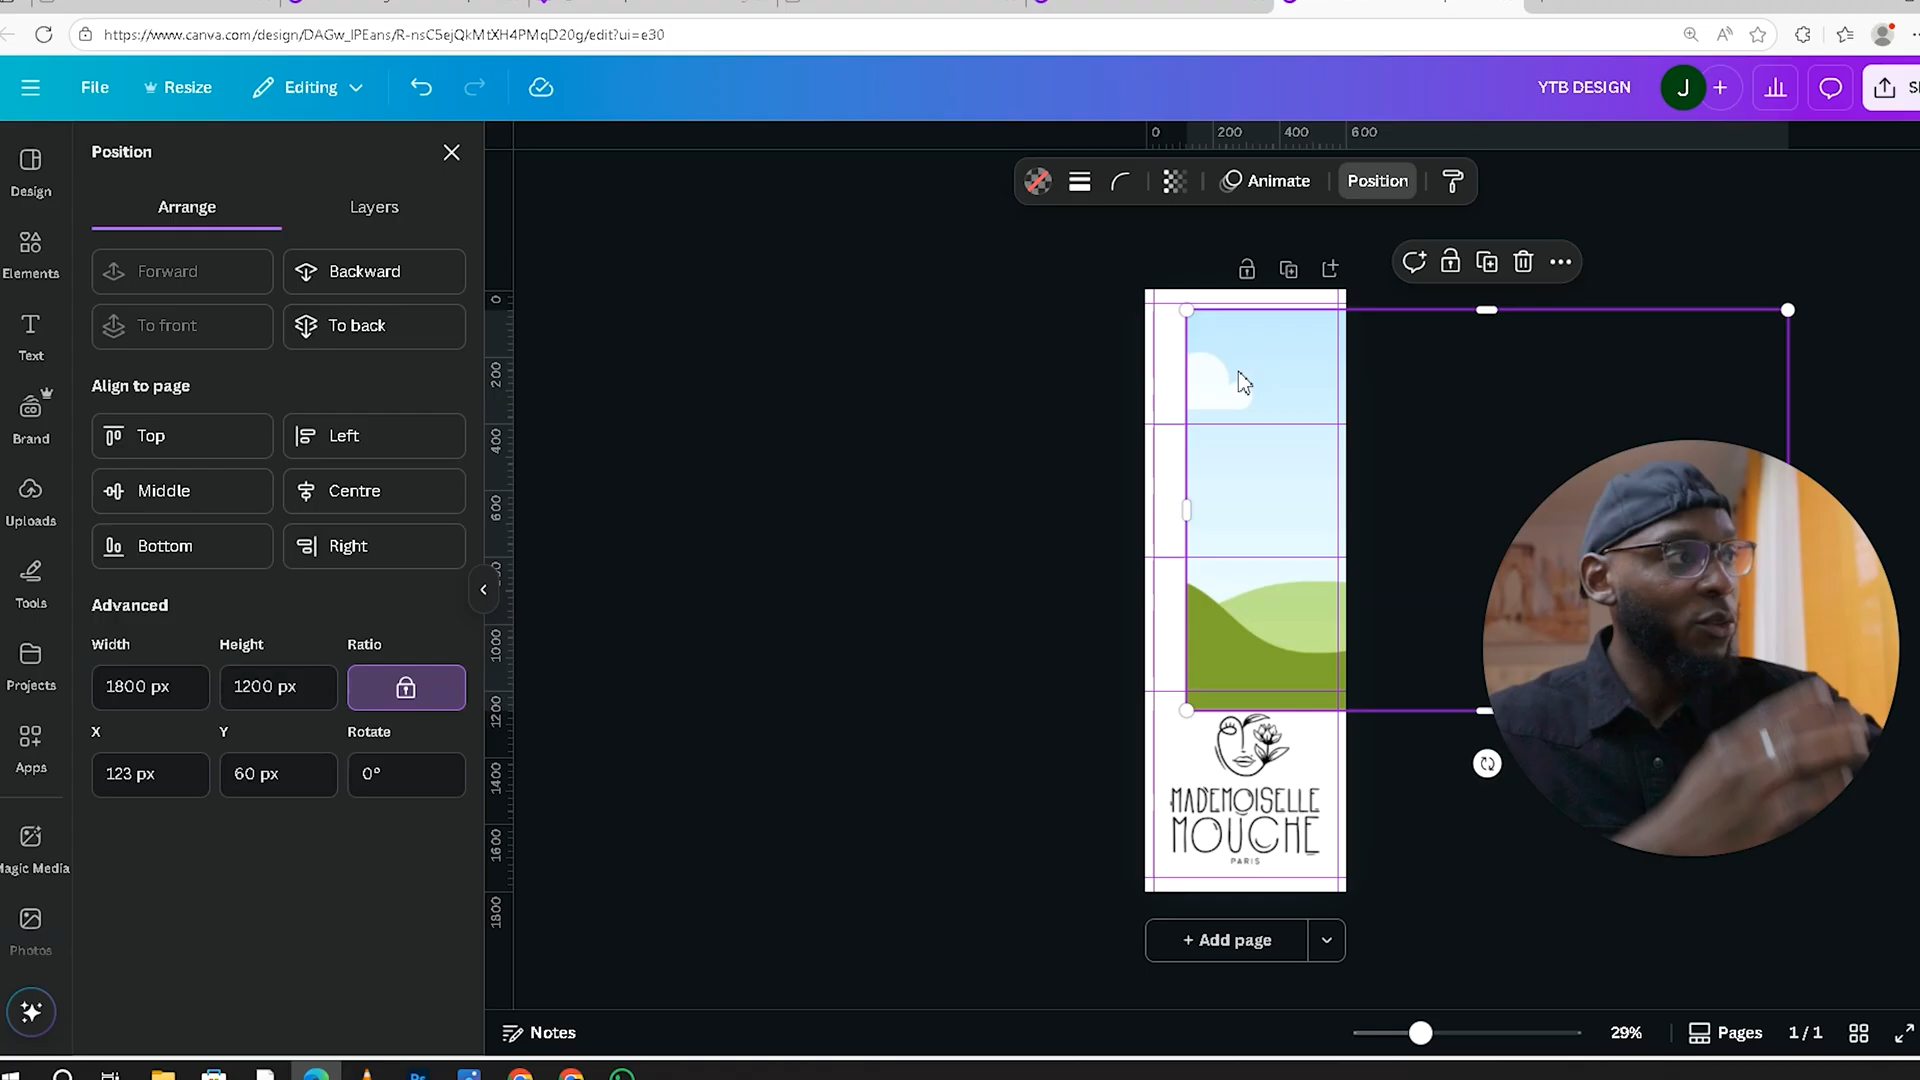 https://www.canva.com/design/DAGw_lPEans/R-nsC5ejQkMtXH4PMqD20g/edit?ui=e30
File
Resize
Editing
YTB DESIGN
J
Position
Arrange
Layers
Forward
Backward
To front
To back
Align to page
Top
Left
Middle
Centre
Bottom
Right
Advanced
Width
Height
Ratio
1800 px
1200 px
X
Y
Rotate
123 px
60 px
0°
Design
Elements
Text
Brand
Uploads
Tools
Projects
Apps
Magic Media
Photos
0
200
400
600
Animate
Position
0
200
400
600
1000
1200
1400
1600
1800
MADEMOISELLE
MOUCHE
PARIS
+ Add page
Notes
29%
Pages
1 / 1